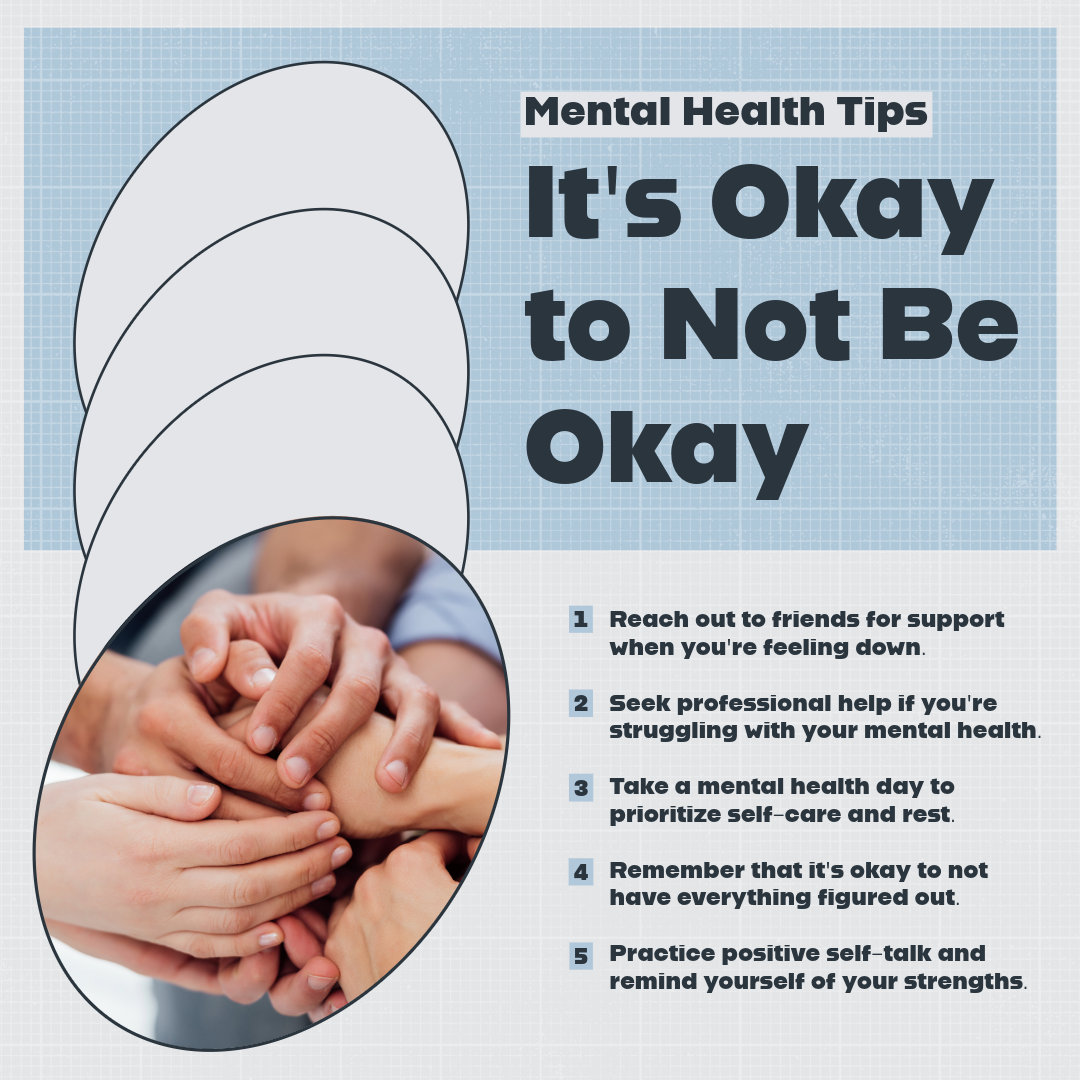 Mental Health Tips
It's Okay
to Not Be
Okay
1 Reach out to friends for support
when you're feeling down.
2 Seek professional help if you're
struggling with your mental health.
3 Take a mental health day to
prioritize self-care and rest.
4 Remember that it's okay to not
have everything figured out.
5 Practice positive self-talk and
remind yourself of your strengths.